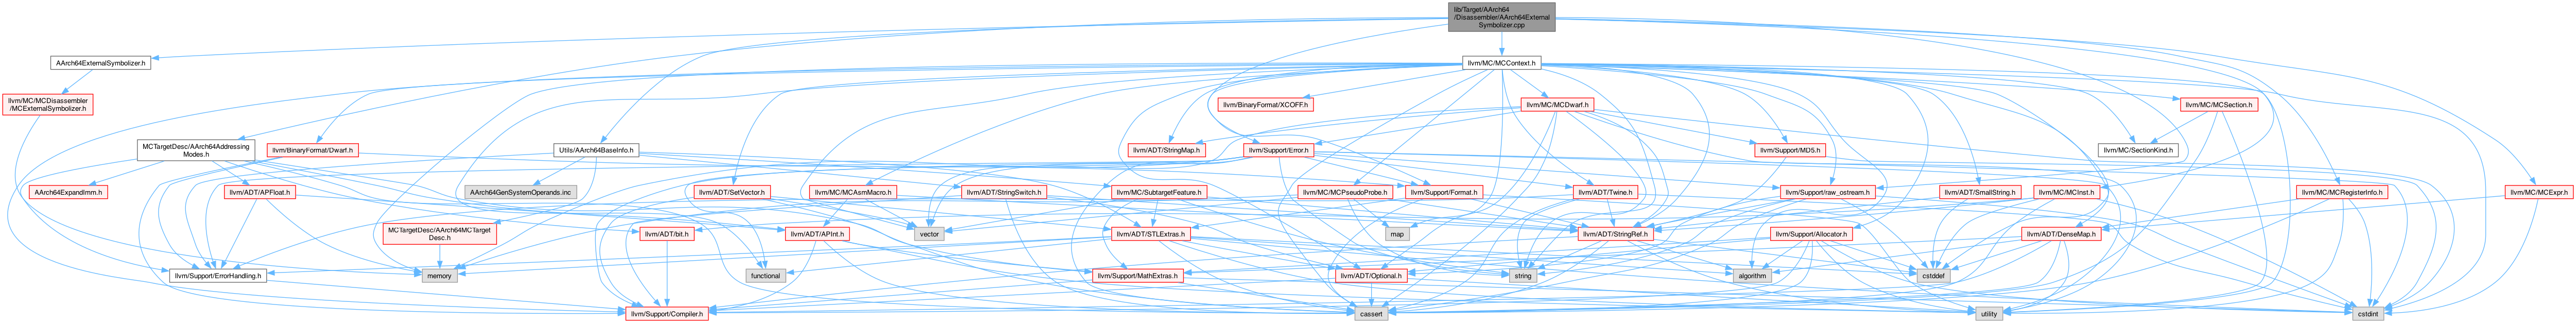 lib/Target/AArch64
/Disassembler/AArch64External
Symbolizer.cpp
AArch64ExternalSymbolizer.h
llvm/MC/MCContext.h
llvm/MC/MCDisassembler
/MCExternalSymbolizer.h
llvm/BinaryFormat/XCOFF.h
llvm/MC/MCDwarf.h
llvm/MC/MCSection.h
MCTargetDesc/AArch64Addressing
Modes.h
llvm/BinaryFormat/Dwarf.h
Utils/AArch64BaseInfo.h
llvm/ADT/StringMap.h
llvm/Support/Error.h
llvm/Support/MD5.h
llvm/MC/SectionKind.h
AArch64ExpandImm.h
llvm/ADT/APFloat.h
AArch64GenSystemOperands.inc
llvm/ADT/SetVector.h
llvm/MC/MCAsmMacro.h
llvm/ADT/StringSwitch.h
llvm/MC/SubtargetFeature.h
llvm/MC/MCPseudoProbe.h
llvm/Support/Format.h
llvm/ADT/Twine.h
llvm/Support/raw_ostream.h
llvm/ADT/SmallString.h
llvm/MC/MCInst.h
llvm/MC/MCRegisterInfo.h
llvm/MC/MCExpr.h
MCTargetDesc/AArch64MCTarget
Desc.h
llvm/ADT/bit.h
llvm/ADT/APInt.h
vector
llvm/ADT/STLExtras.h
map
llvm/ADT/StringRef.h
llvm/Support/Allocator.h
llvm/ADT/DenseMap.h
llvm/Support/ErrorHandling.h
memory
functional
llvm/Support/MathExtras.h
string
llvm/ADT/Optional.h
algorithm
cstddef
llvm/Support/Compiler.h
cassert
utility
cstdint